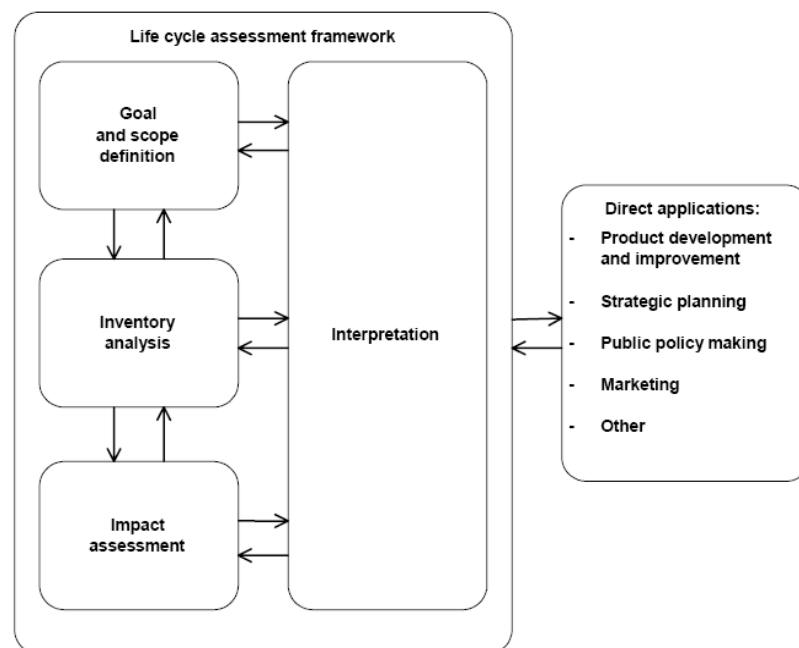 Life cycle assessment framework
Goal
and scope
definition
Inventory
analysis
Impact
assessment
Interpretation
Direct applications:
- Product development
and improvement
- Strategic planning
- Public policy making
- Marketing
- Other